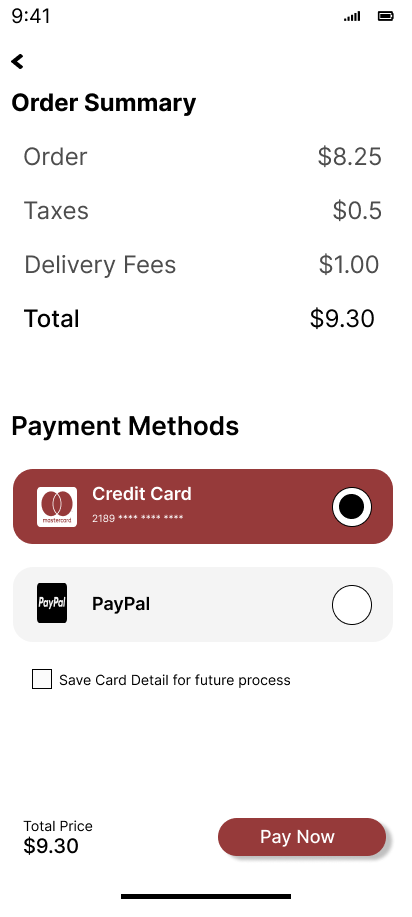 9:41
Order Summary
Order $8.25
Taxes $0.5
Delivery Fees $1.00
Total $9.30
Payment Methods
mastercard
Credit Card
2189 **** **** ****
PayPal PayPal
Save Card Detail for future process
Total Price
$9.30
Pay Now